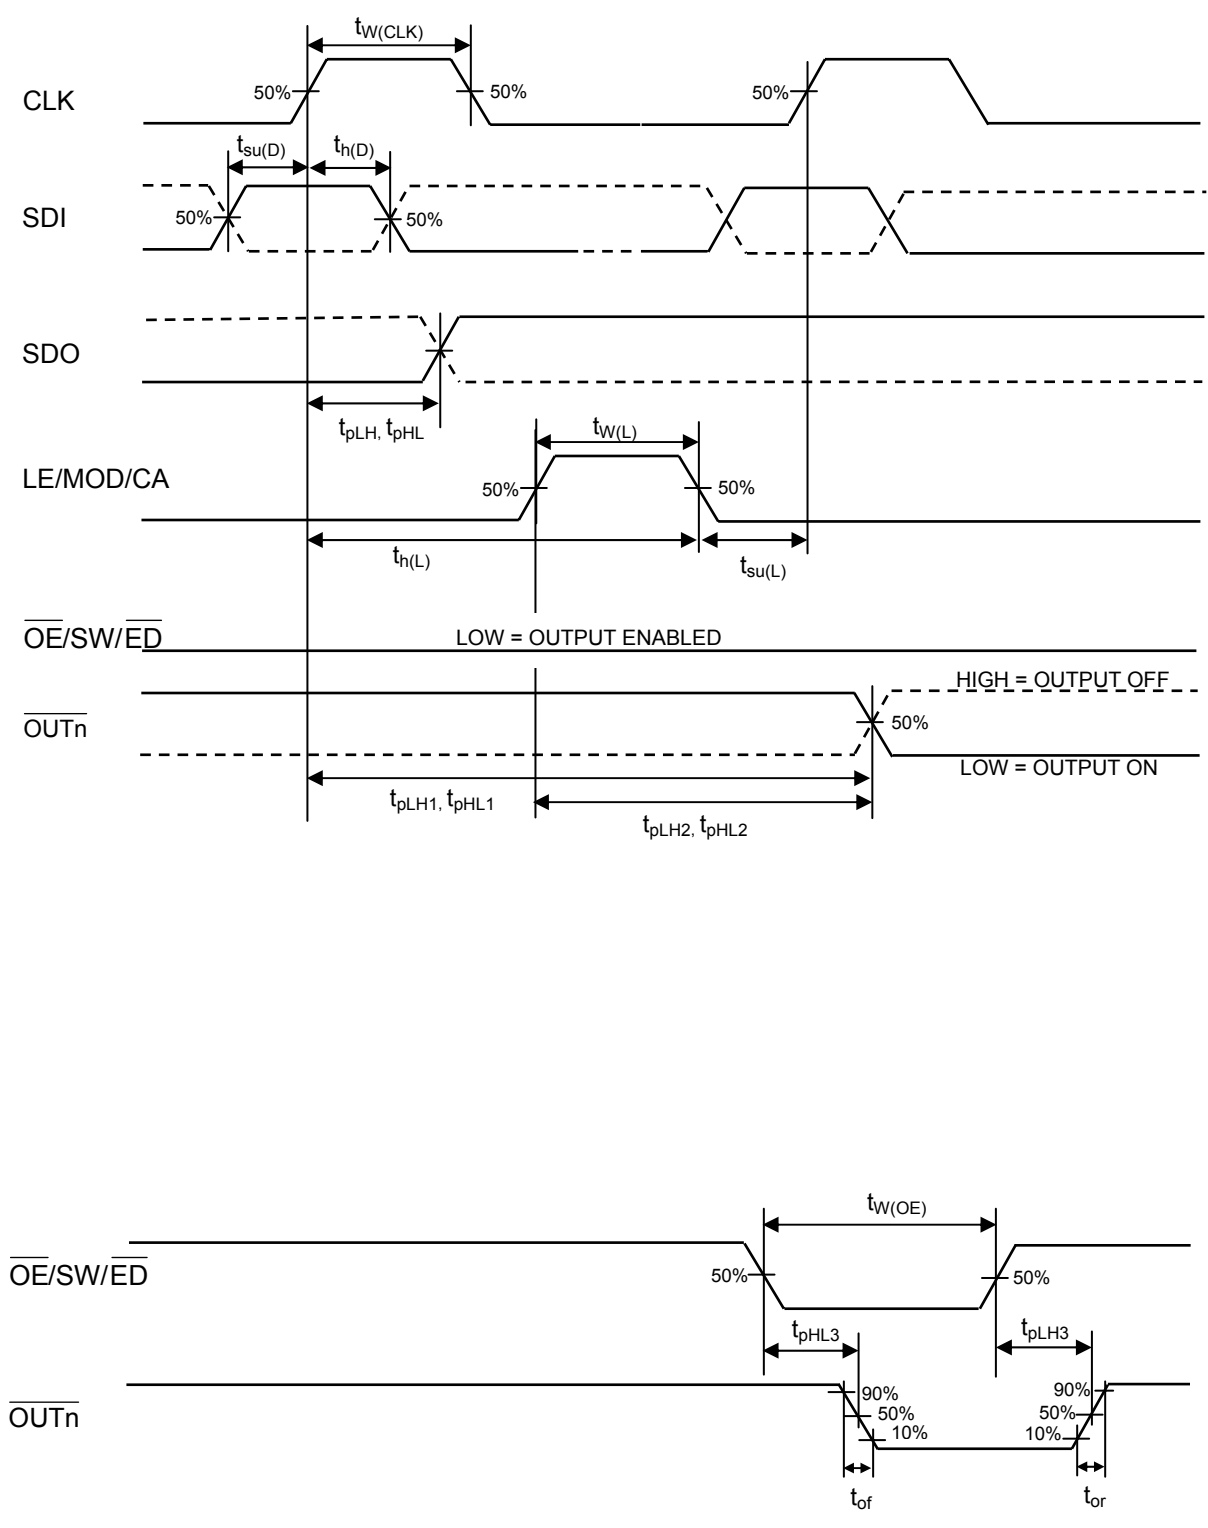 tW(CLK)
50%
50%
50%
CLK
tsu(D)
th(D)
50%
50%
SDI
SDO
tpLH, tpHL
tW(L)
LE/MOD/CA
50%
50%
th(L)
tsu(L)
OE/SW/ED
LOW = OUTPUT ENABLED
HIGH = OUTPUT OFF
OUTn
50%
LOW = OUTPUT ON
tpLH1, tpHL1
tpLH2, tpHL2
tW(OE)
OE/SW/ED
50%
50%
tpHL3
tpLH3
90%
90%
OUTn
50%
50%
10%
10%
tof
tor